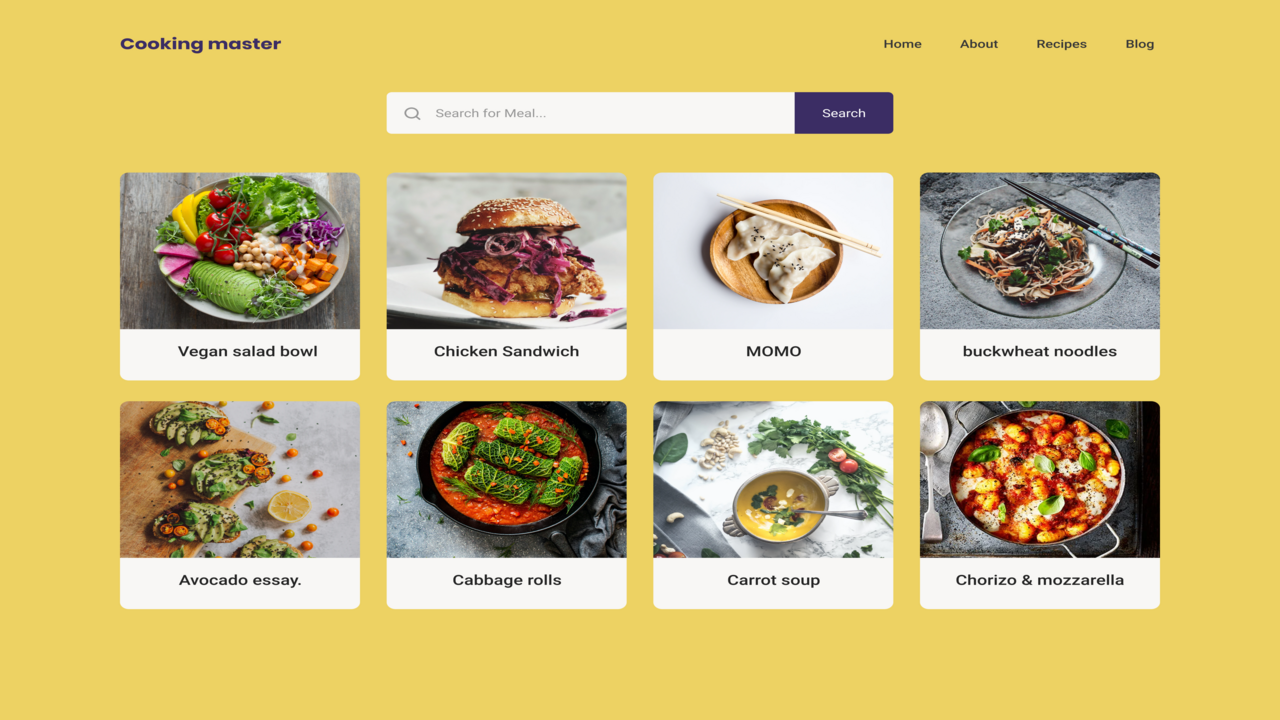 Cooking master
Home
About
Recipes
Blog
Search for Meal...
Search
Vegan salad bowl
Chicken Sandwich
MOMO
buckwheat noodles
Avocado essay.
Cabbage rolls
Carrot soup
Chorizo & mozzarella